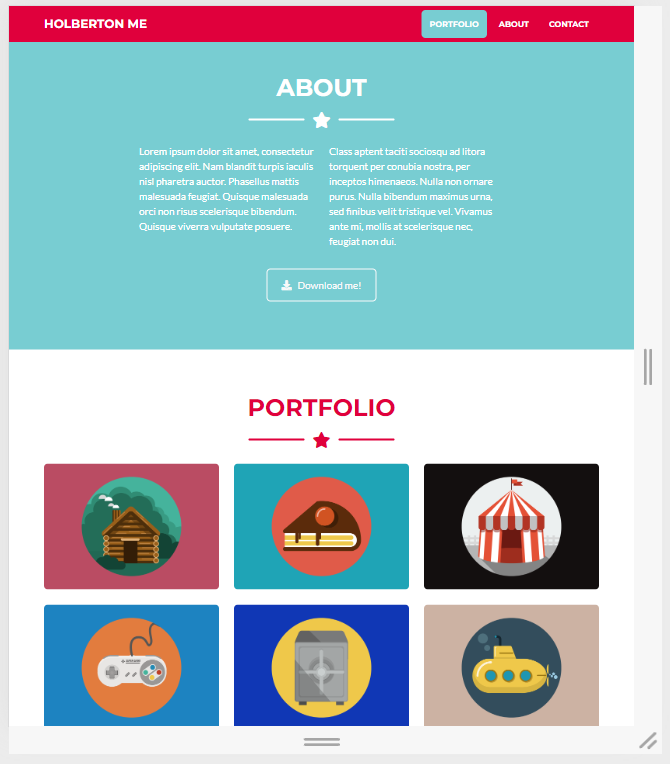 HOLBERTON ME
PORTFOLIO
ABOUT
CONTACT
ABOUT
Lorem ipsum dolor sit amet, consectetur
adipiscing elit. Nam blandit turpis iaculis
nisl pharetra auctor. Phasellus mattis
malesuada feugiat. Quisque malesuada
orci non risus scelerisque bibendum.
Quisque viverra vulputate posuere.
Class aptent taciti sociosqu ad litora
torquent per conubia nostra, per
inceptos himenaeos. Nulla non ornare
purus. Nulla bibendum maximus urna,
sed finibus velit tristique vel. Vivamus
ante mi, mollis at scelerisque nec,
feugiat non dui.
Download me!
PORTFOLIO